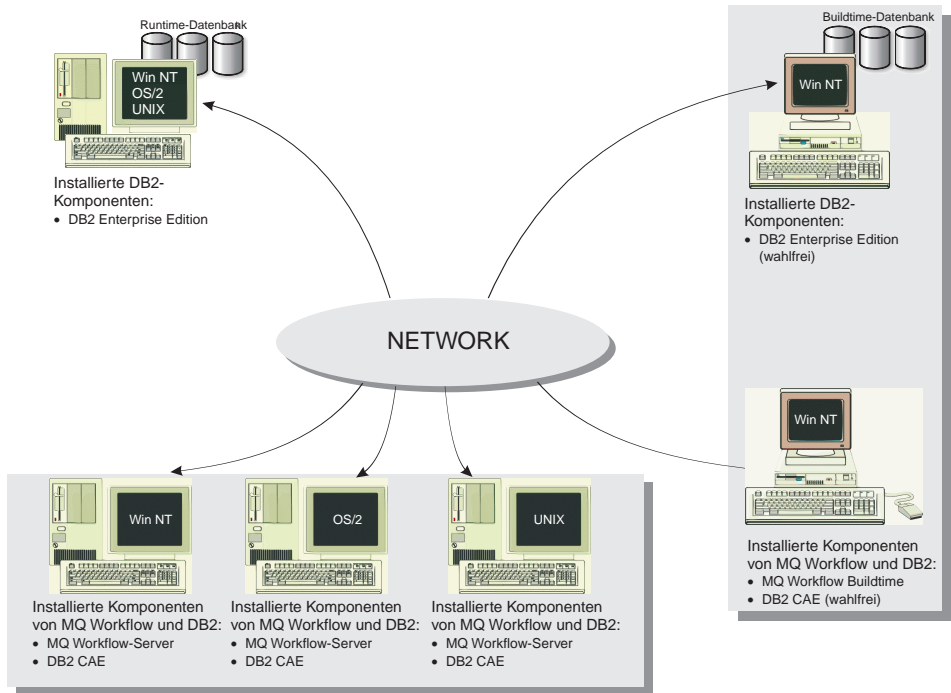 Runtime-Datenbank
Win NT
OS/2
UNIX
Installierte DB2-
Komponenten:
• DB2 Enterprise Edition
Buildtime-Datenbank
Win NT
Installierte DB2-
Komponenten:
• DB2 Enterprise Edition
(wahlfrei)
NETWORK
Win NT
Installierte Komponenten
von MQ Workflow und DB2:
• MQ Workflow Buildtime
• DB2 CAE (wahlfrei)
Win NT
Installierte Komponenten
von MQ Workflow und DB2:
• MQ Workflow-Server
• DB2 CAE
OS/2
Installierte Komponenten
von MQ Workflow und DB2:
• MQ Workflow-Server
• DB2 CAE
UNIX
Installierte Komponenten
von MQ Workflow und DB2:
• MQ Workflow-Server
• DB2 CAE